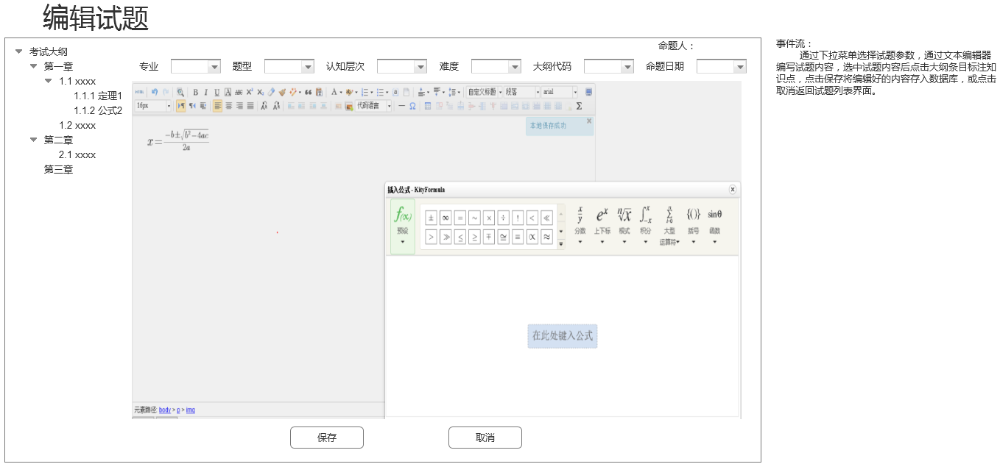 编辑试题
命题人：
考试大纲
第一章
1.1 xxxx
1.1.1 定理1
1.1.2 公式2
1.2 xxxx
第二章
2.1 xxxx
第三章
专业 题型 认知层次 难度 大纲代码 命题日期
HTML B I U A ABC X² X₂ 66 A 自定义标题 段落 arial
16px 代码语言 Ω Σ
本地保存成功 ×
x = (−b ± √(b² − 4ac)) / 2a
插入公式 - KityFormula
f(x) ± ∞ = ~ × ÷ ! < ≪ x/y eˣ ⁿ√x ∫ˣ₋ₓ Σⁿᵢ₌₀ {()} sinθ
> ≫ ≤ ≥ ∓ ≅ ≡ ∝ ≈
预设 分数 上下标 根式 积分 大型 括号 函数
运算符
在此处键入公式
元素路径: body > p > img
保存 取消
事件流：
通过下拉菜单选择试题参数，通过文本编辑器
编写试题内容，选中试题内容后点击大纲条目标注知
识点，点击保存将编辑好的内容存入数据库，或点击
取消返回试题列表界面。